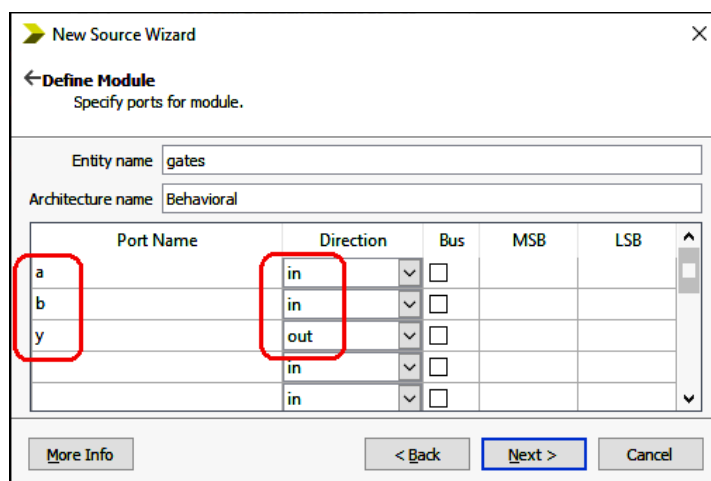 New Source Wizard
Define Module
Specify ports for module.
Entity name gates
Architecture name Behavioral
Port Name Direction Bus MSB LSB
a in
b in
y out
in
in
More Info < Back Next > Cancel